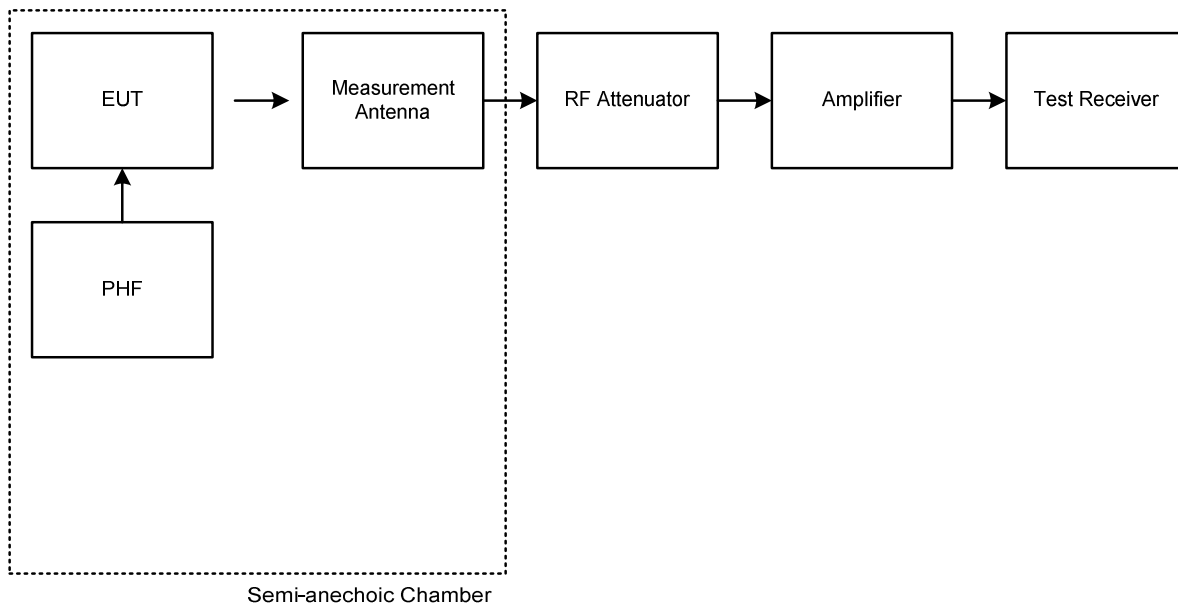 EUT
Measurement
Antenna
RF Attenuator
Amplifier
Test Receiver
PHF
Semi-anechoic Chamber